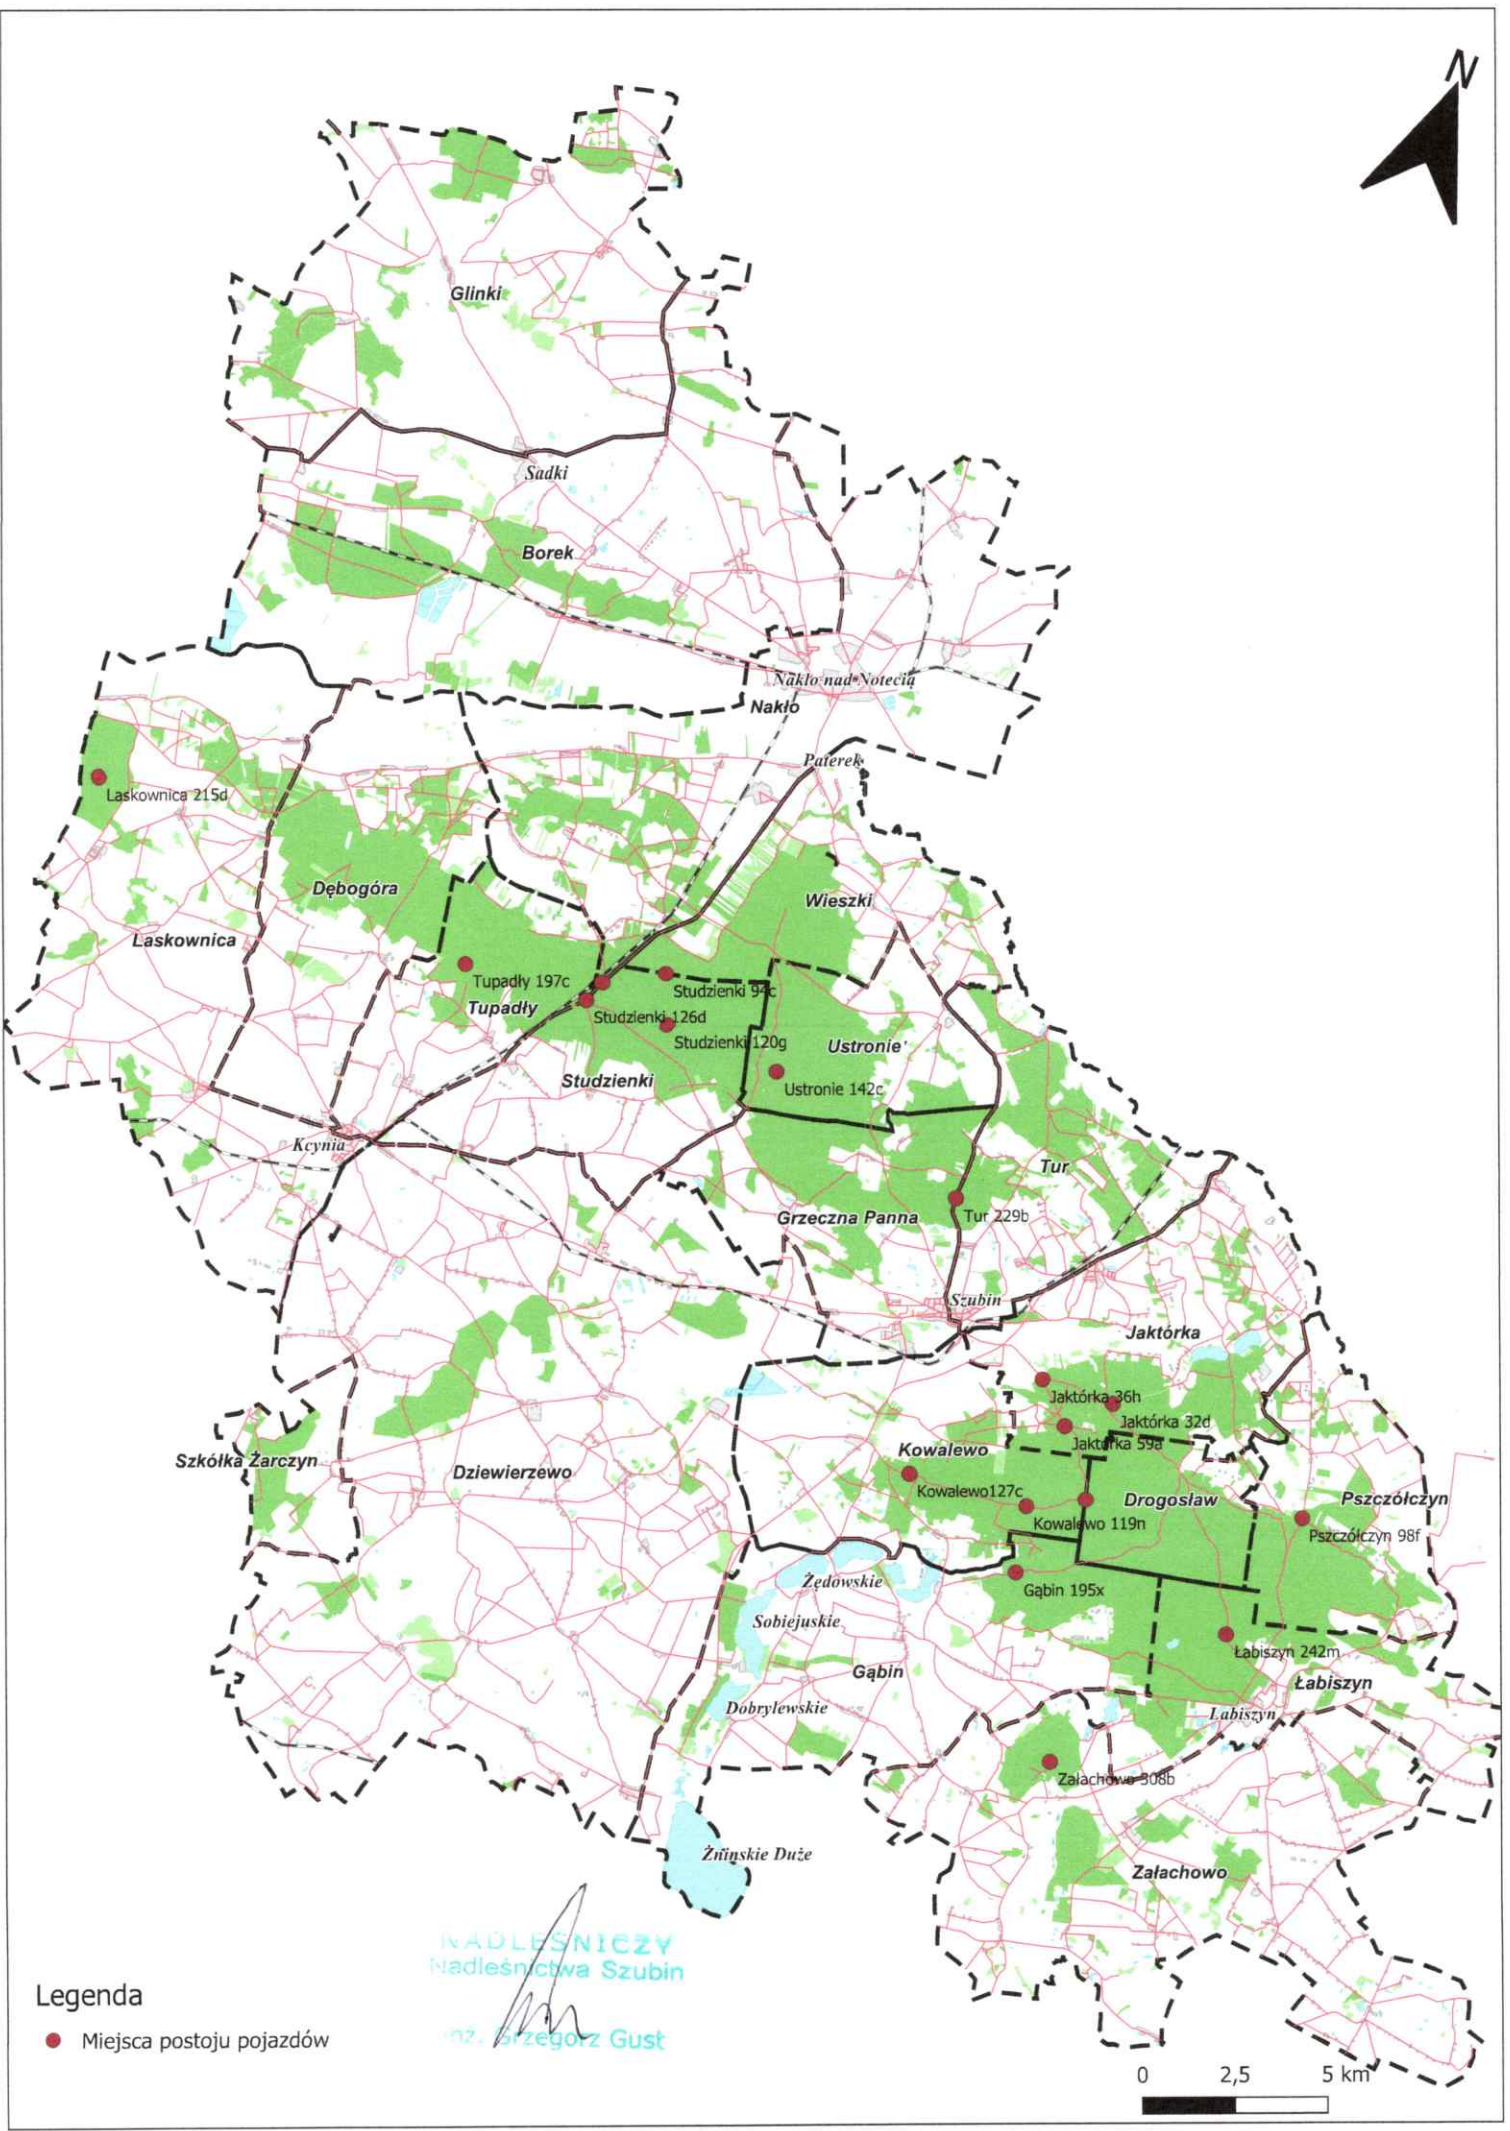 N
Glinki
Sadki
Borek
Nakło nad Notecią
Nakło
Paterek
Laskownica 215d
Dębogóra
Wieszki
Laskownica
Tupadły 197c
Studzienki 94c
Tupadły
Studzienki 126d
Studzienki 120g
Ustronie
Studzienki
Ustronie 142c
Kcynia
Tur
Grzeczna Panna
Tur 229b
Szubin
Jaktórka
Jaktórka 36h
Jaktórka 32d
Jaktórka 59a
Kowalewo
Szkółka Żarczyn
Dziewierzewo
Kowalewo127c
Drogosław
Pszczółczyn
Kowalewo 119n
Pszczółczyn 98f
Żędowskie
Gąbin 195x
Sobiejuskie
Łabiszyn 242m
Gąbin
Łabiszyn
Dobrylewskie
Łabiszyn
Załachowo 308b
Żnińskie Duże
Załachowo
NADLEŚNICZY
Nadleśnictwa Szubin
Grzegorz Gust
Legenda
Miejsca postoju pojazdów
0 2,5 5 km